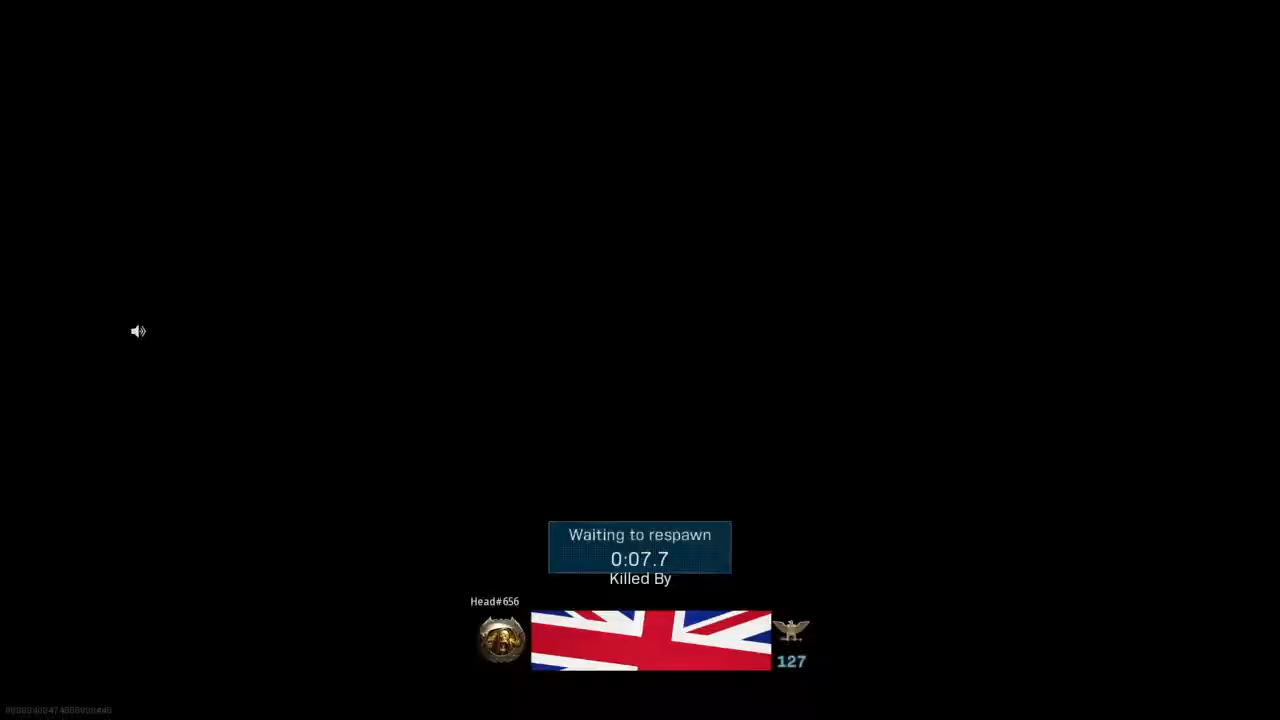 Waiting to respawn
0:07.7
Killed By
Head#656
127